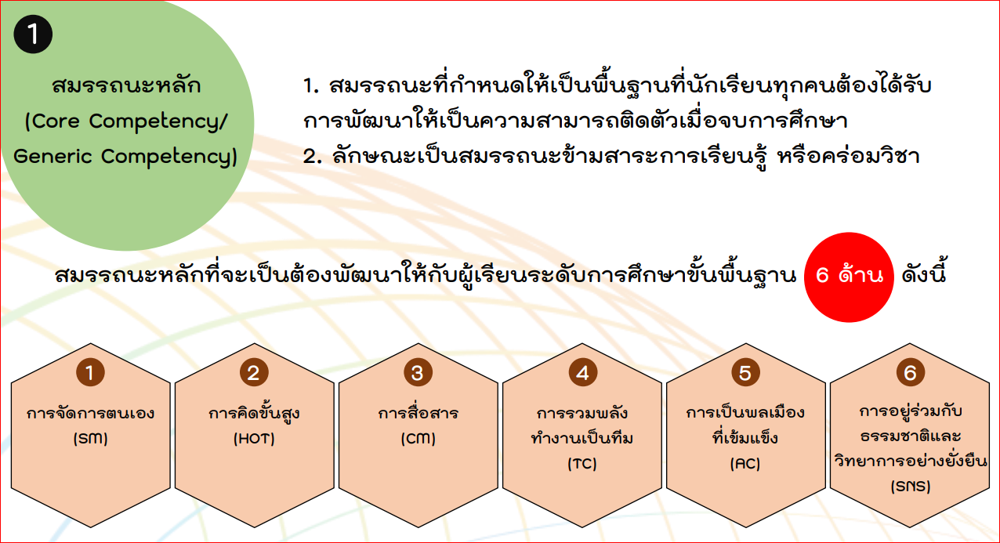 1
สมรรถนะหลัก
(Core Competency/
Generic Competency)
1. สมรรถนะที่กำหนดให้เป็นพื้นฐานที่นักเรียนทุกคนต้องได้รับ
การพัฒนาให้เป็นความสามารถติดตัวเมื่อจบการศึกษา
2. ลักษณะเป็นสมรรถนะข้ามสาระการเรียนรู้ หรือคร่อมวิชา
สมรรถนะหลักที่จะเป็นต้องพัฒนาให้กับผู้เรียนระดับการศึกษาขั้นพื้นฐาน 6 ด้าน ดังนี้
1
การจัดการตนเอง
(SM)
2
การคิดขั้นสูง
(HOT)
3
การสื่อสาร
(CM)
4
การรวมพลัง
ทำงานเป็นทีม
(TC)
5
การเป็นพลเมือง
ที่เข้มแข็ง
(AC)
6
การอยู่ร่วมกับ
ธรรมชาติและ
วิทยาการอย่างยั่งยืน
(SNS)